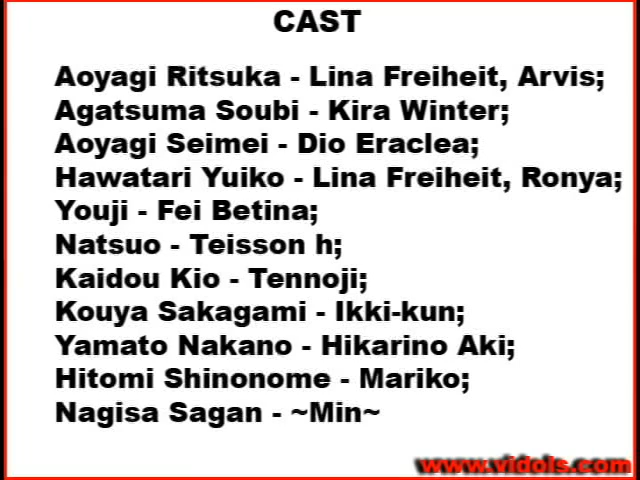 CAST
Aoyagi Ritsuka - Lina Freiheit, Arvis;
Agatsuma Soubi - Kira Winter;
Aoyagi Seimei - Dio Eraclea;
Hawatari Yuiko - Lina Freiheit, Ronya;
Youji - Fei Betina;
Natsuo - Teisson h;
Kaidou Kio - Tennoji;
Kouya Sakagami - Ikki-kun;
Yamato Nakano - Hikarino Aki;
Hitomi Shinonome - Mariko;
Nagisa Sagan - ~Min~
www.vidois.com